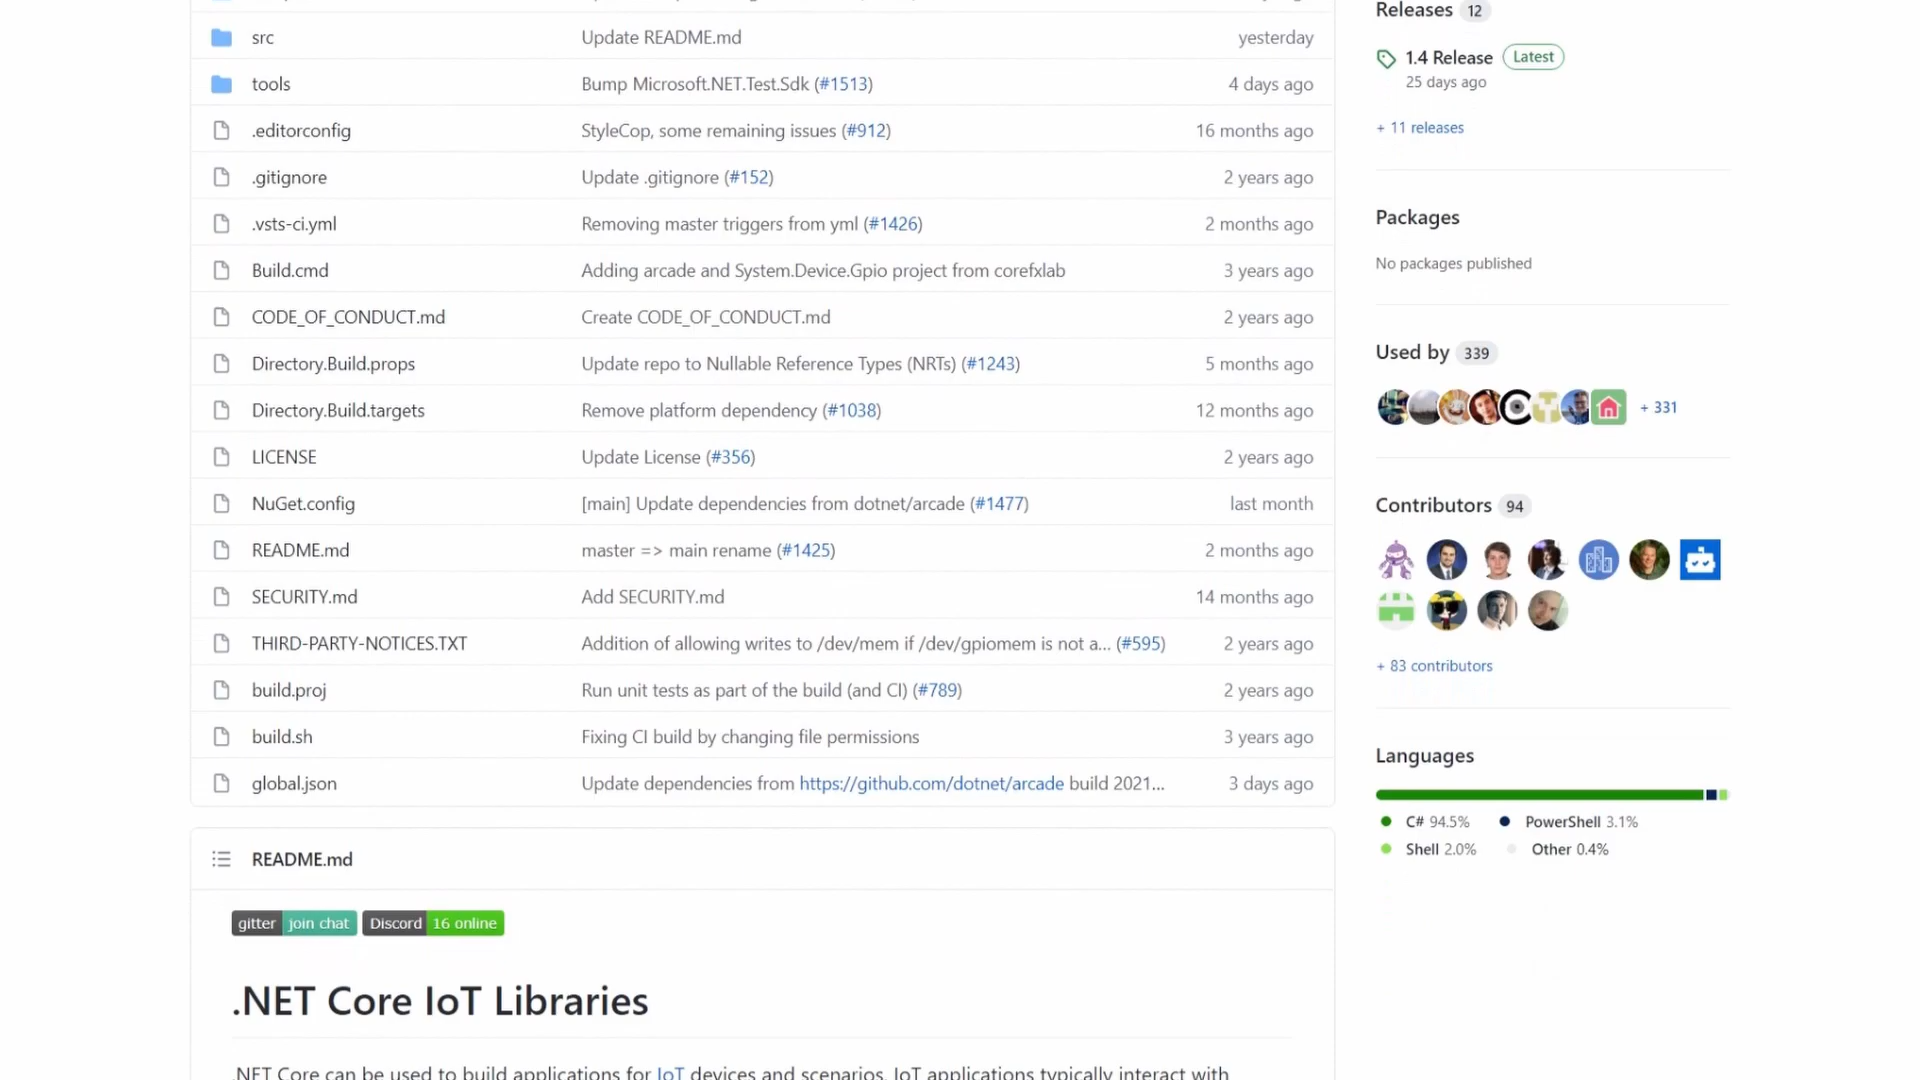 src Update README.md yesterday
tools Bump Microsoft.NET.Test.Sdk (#1513) 4 days ago
.editorconfig StyleCop, some remaining issues (#912) 16 months ago
.gitignore Update .gitignore (#152) 2 years ago
.vsts-ci.yml Removing master triggers from yml (#1426) 2 months ago
Build.cmd Adding arcade and System.Device.Gpio project from corefxlab 3 years ago
CODE_OF_CONDUCT.md Create CODE_OF_CONDUCT.md 2 years ago
Directory.Build.props Update repo to Nullable Reference Types (NRTs) (#1243) 5 months ago
Directory.Build.targets Remove platform dependency (#1038) 12 months ago
LICENSE Update License (#356) 2 years ago
NuGet.config [main] Update dependencies from dotnet/arcade (#1477) last month
README.md master => main rename (#1425) 2 months ago
SECURITY.md Add SECURITY.md 14 months ago
THIRD-PARTY-NOTICES.TXT Addition of allowing writes to /dev/mem if /dev/gpiomem is not a... (#595) 2 years ago
build.proj Run unit tests as part of the build (and CI) (#789) 2 years ago
build.sh Fixing CI build by changing file permissions 3 years ago
global.json Update dependencies from https://github.com/dotnet/arcade build 2021... 3 days ago
README.md
gitter join chat Discord 16 online
.NET Core IoT Libraries
.NET Core can be used to build applications for IoT devices and scenarios. IoT applications typically interact with
Releases 12
1.4 Release Latest
25 days ago
+ 11 releases
Packages
No packages published
Used by 339
+ 331
Contributors 94
+ 83 contributors
Languages
C# 94.5% PowerShell 3.1%
Shell 2.0% Other 0.4%